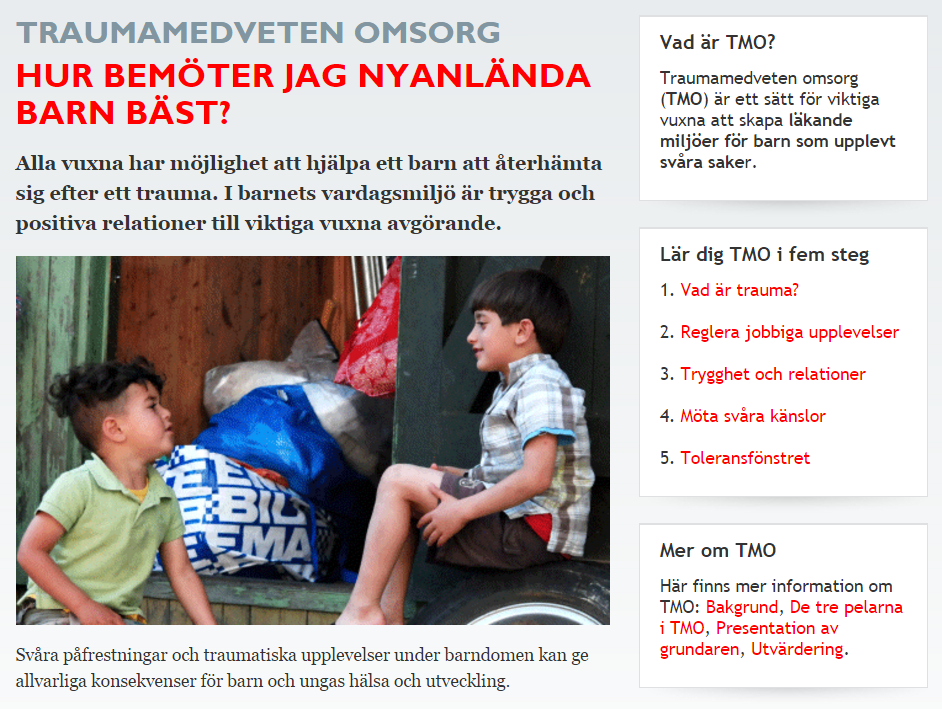 TRAUMAMEDVETEN OMSORG
HUR BEMÖTER JAG NYANLÄNDA
BARN BÄST?
Alla vuxna har möjlighet att hjälpa ett barn att återhämta
sig efter ett trauma. I barnets vardagsmiljö är trygga och
positiva relationer till viktiga vuxna avgörande.
BIL
EMA
Svåra påfrestningar och traumatiska upplevelser under barndomen kan ge
allvarliga konsekvenser för barn och ungas hälsa och utveckling.
Vad är TMO?
Traumamedveten omsorg
(TMO) är ett sätt för viktiga
vuxna att skapa läkande
miljöer för barn som upplevt
svåra saker.
Lär dig TMO i fem steg
1. Vad är trauma?
2. Reglera jobbiga upplevelser
3. Trygghet och relationer
4. Möta svåra känslor
5. Toleransfönstret
Mer om TMO
Här finns mer information om
TMO: Bakgrund, De tre pelarna
i TMO, Presentation av
grundaren, Utvärdering.